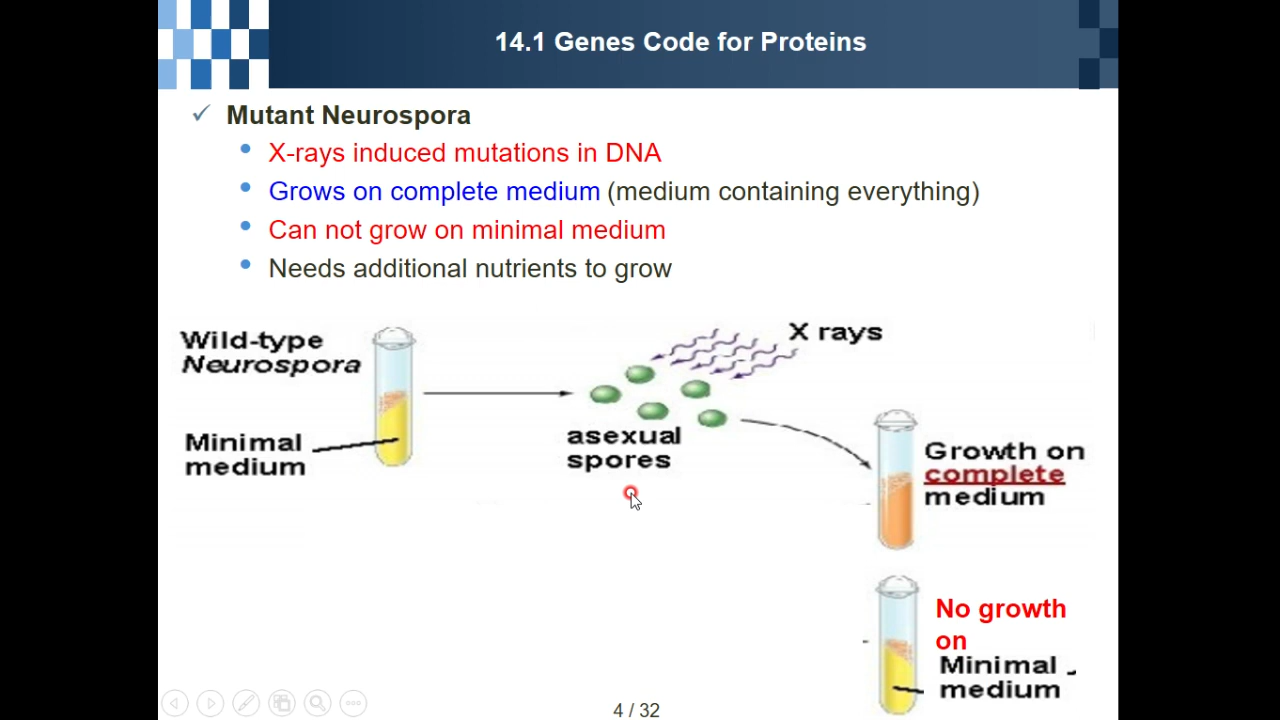 14.1 Genes Code for Proteins
✓ Mutant Neurospora
• X-rays induced mutations in DNA
• Grows on complete medium (medium containing everything)
• Can not grow on minimal medium
• Needs additional nutrients to grow
Wild-type
Neurospora
Minimal
medium
X rays
asexual
spores
Growth on
complete
medium
No growth
on
Minimal
medium
4 / 32